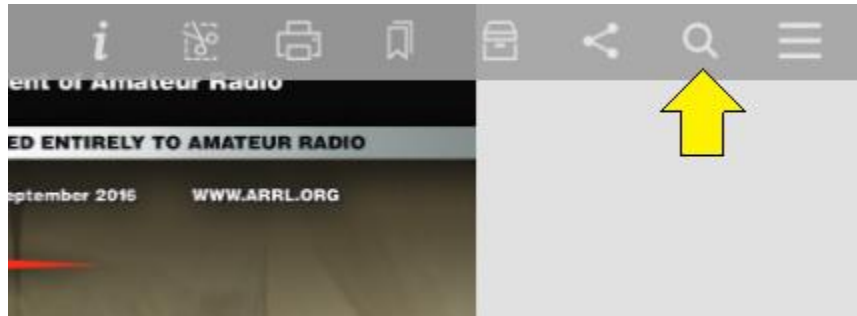 ent of Amateur Radio
ED ENTIRELY TO AMATEUR RADIO
eptember 2016 WWW.ARRL.ORG